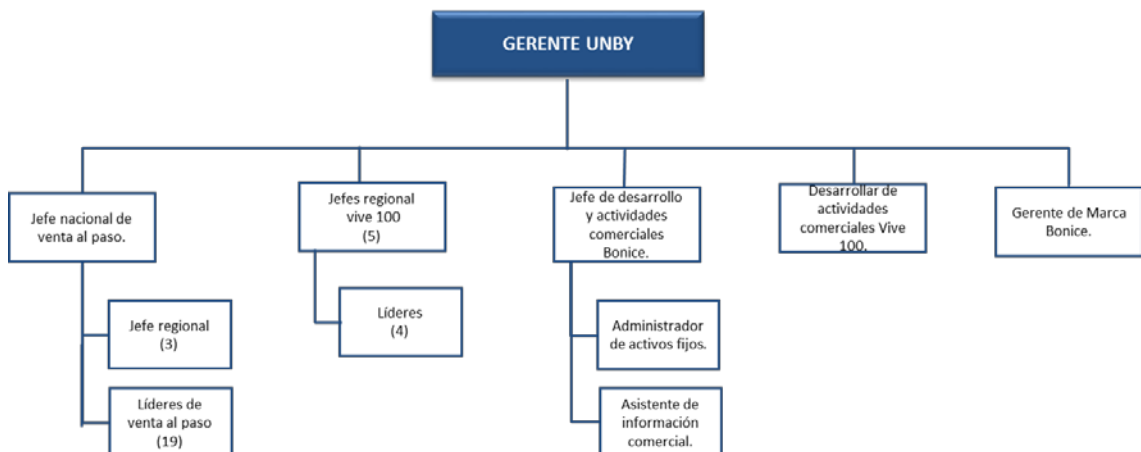 GERENTE UNBY
Jefe nacional de
venta al paso.
Jefes regional
vive 100
(5)
Jefe de desarrollo
y actividades
comerciales
Bonice.
Desarrollar de
actividades
comerciales Vive
100.
Gerente de Marca
Bonice.
Jefe regional
(3)
Líderes
(4)
Administrador
de activos fijos.
Líderes de
venta al paso
(19)
Asistente de
información
comercial.